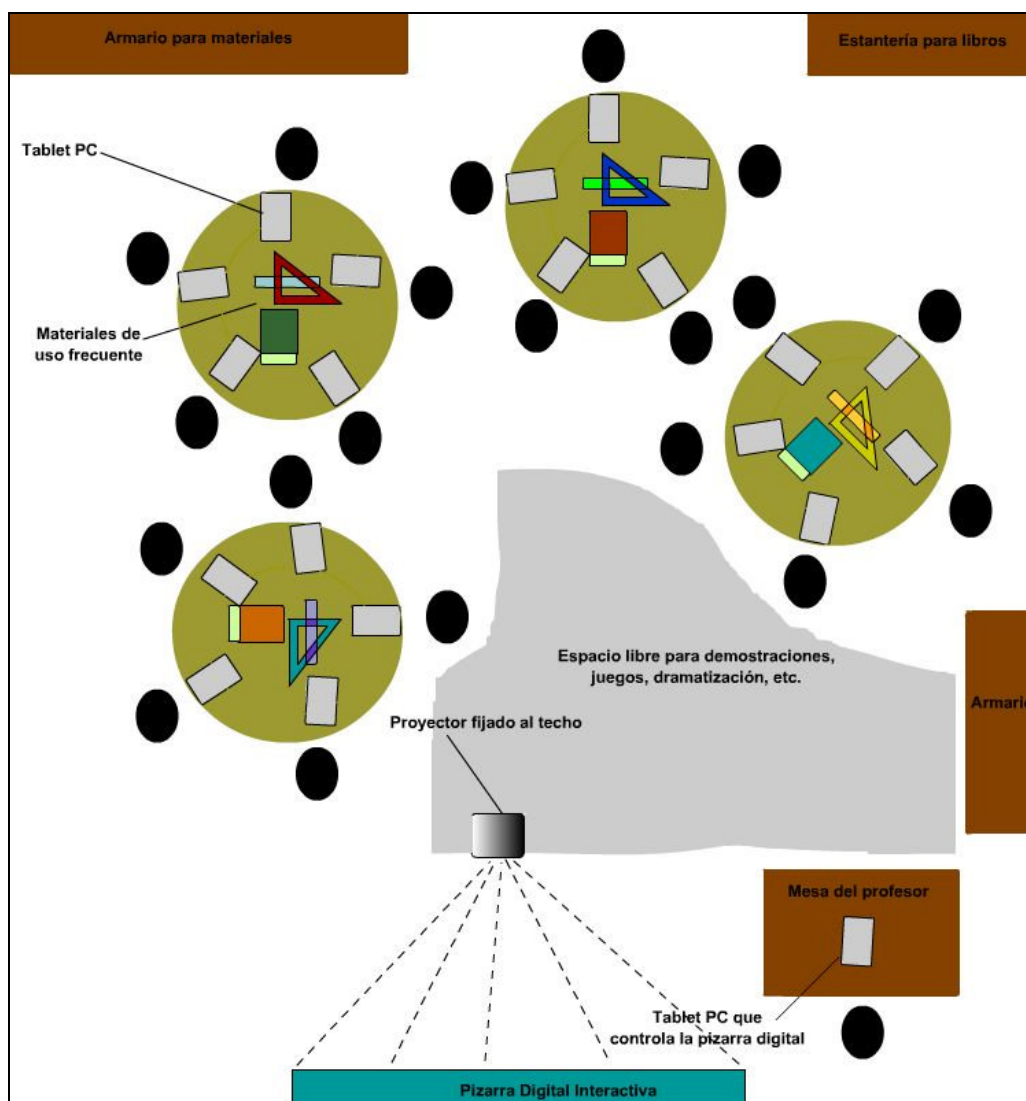 Armario para materiales
Estantería para libros
Tablet PC
Materiales de
uso frecuente
Espacio libre para demostraciones,
juegos, dramatización, etc.
Armario
Proyector fijado al techo
Mesa del profesor
Tablet PC que
controla la pizarra digital
Pizarra Digital Interactiva